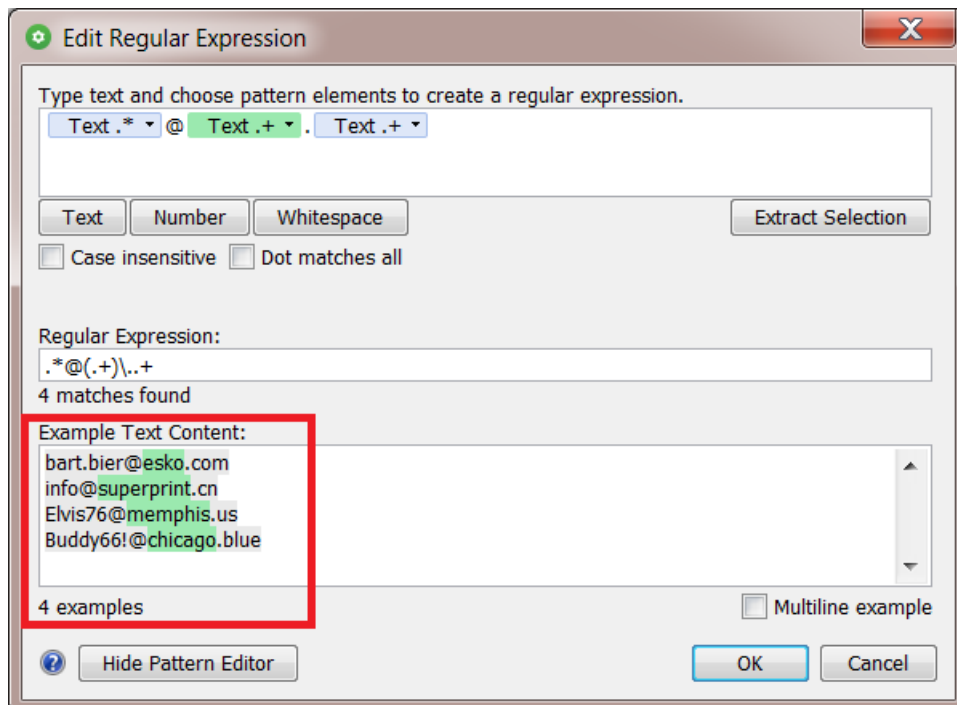 Edit Regular Expression
Type text and choose pattern elements to create a regular expression.
Text .* @ Text .+ . Text .+
Text Number Whitespace Extract Selection
Case insensitive Dot matches all
Regular Expression:
.*@(.+)\..+
4 matches found
Example Text Content:
bart.bier@esko.com
info@superprint.cn
Elvis76@memphis.us
Buddy66!@chicago.blue
4 examples Multiline example
? Hide Pattern Editor OK Cancel